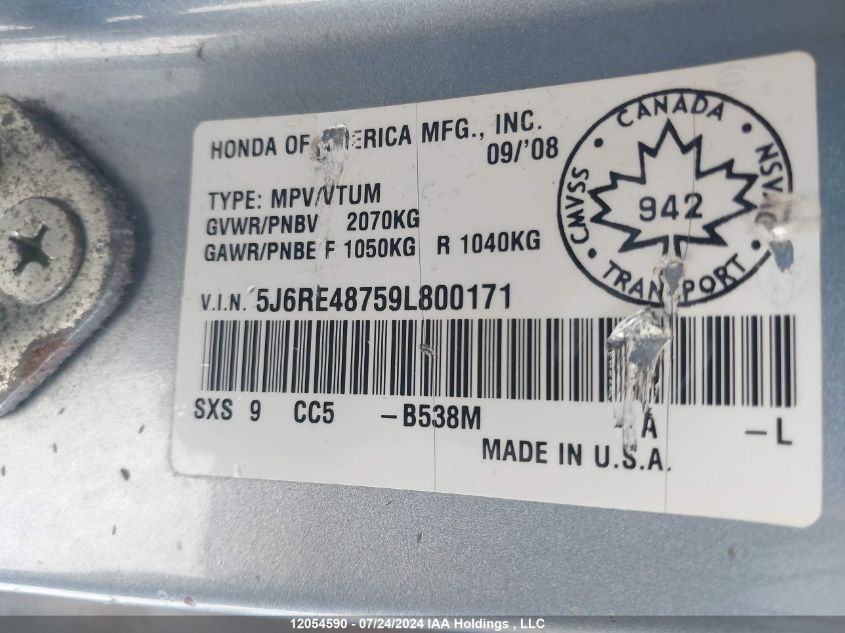 HONDA OF AMERICA MFG., INC.
09/'08
TYPE: MPV/VTUM
GVWR/PNBV 2070KG
GAWR/PNBE F 1050KG R 1040KG
V.I.N. 5J6RE48759L800171
SXS 9 CC5 -B538M A -L
MADE IN U.S.A.
CANADA
CMVSS
942
TRANSPORT
12054590 - 07/24/2024 IAA Holdings , LLC